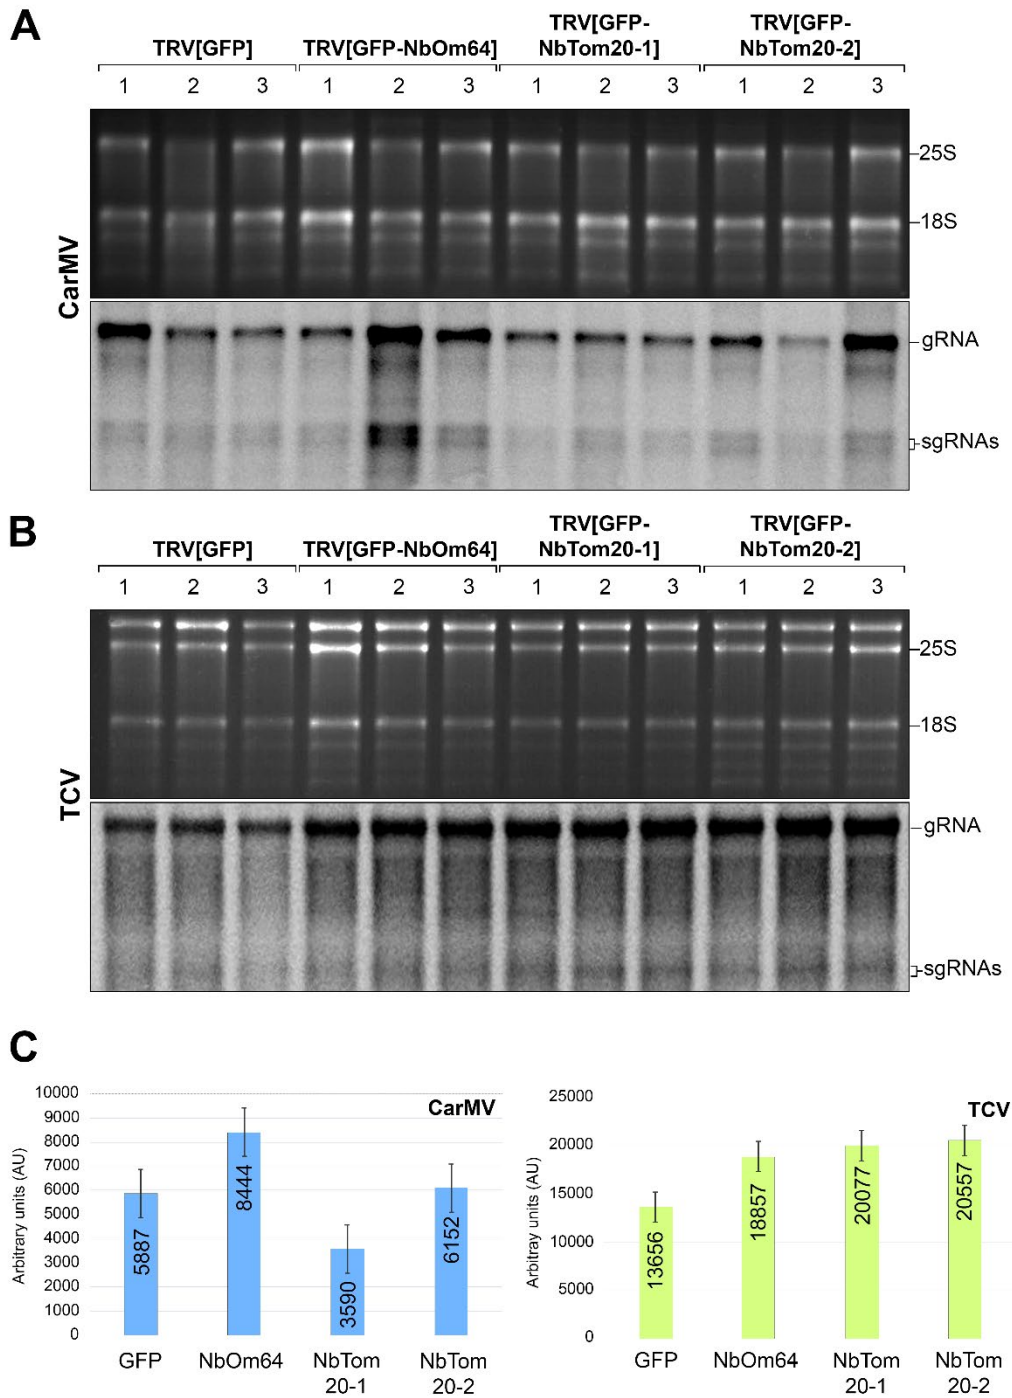 A
TRV[GFP] TRV[GFP-NbOm64] TRV[GFP-
NbTom20-1] TRV[GFP-
NbTom20-2]
1 2 3 1 2 3 1 2 3 1 2 3
CarMV
25S
18S
gRNA
sgRNAs
B
TRV[GFP] TRV[GFP-NbOm64] TRV[GFP-
NbTom20-1] TRV[GFP-
NbTom20-2]
1 2 3 1 2 3 1 2 3 1 2 3
TCV
25S
18S
gRNA
sgRNAs
C
CarMV
Arbitrary units (AU)
10000
9000
8000
7000
6000
5000
4000
3000
2000
1000
0
5887
8444
3590
6152
GFP NbOm64 NbTom
20-1 NbTom
20-2
TCV
Arbitray units (AU)
25000
20000
15000
10000
5000
0
13656
18857
20077
20557
GFP NbOm64 NbTom
20-1 NbTom
20-2